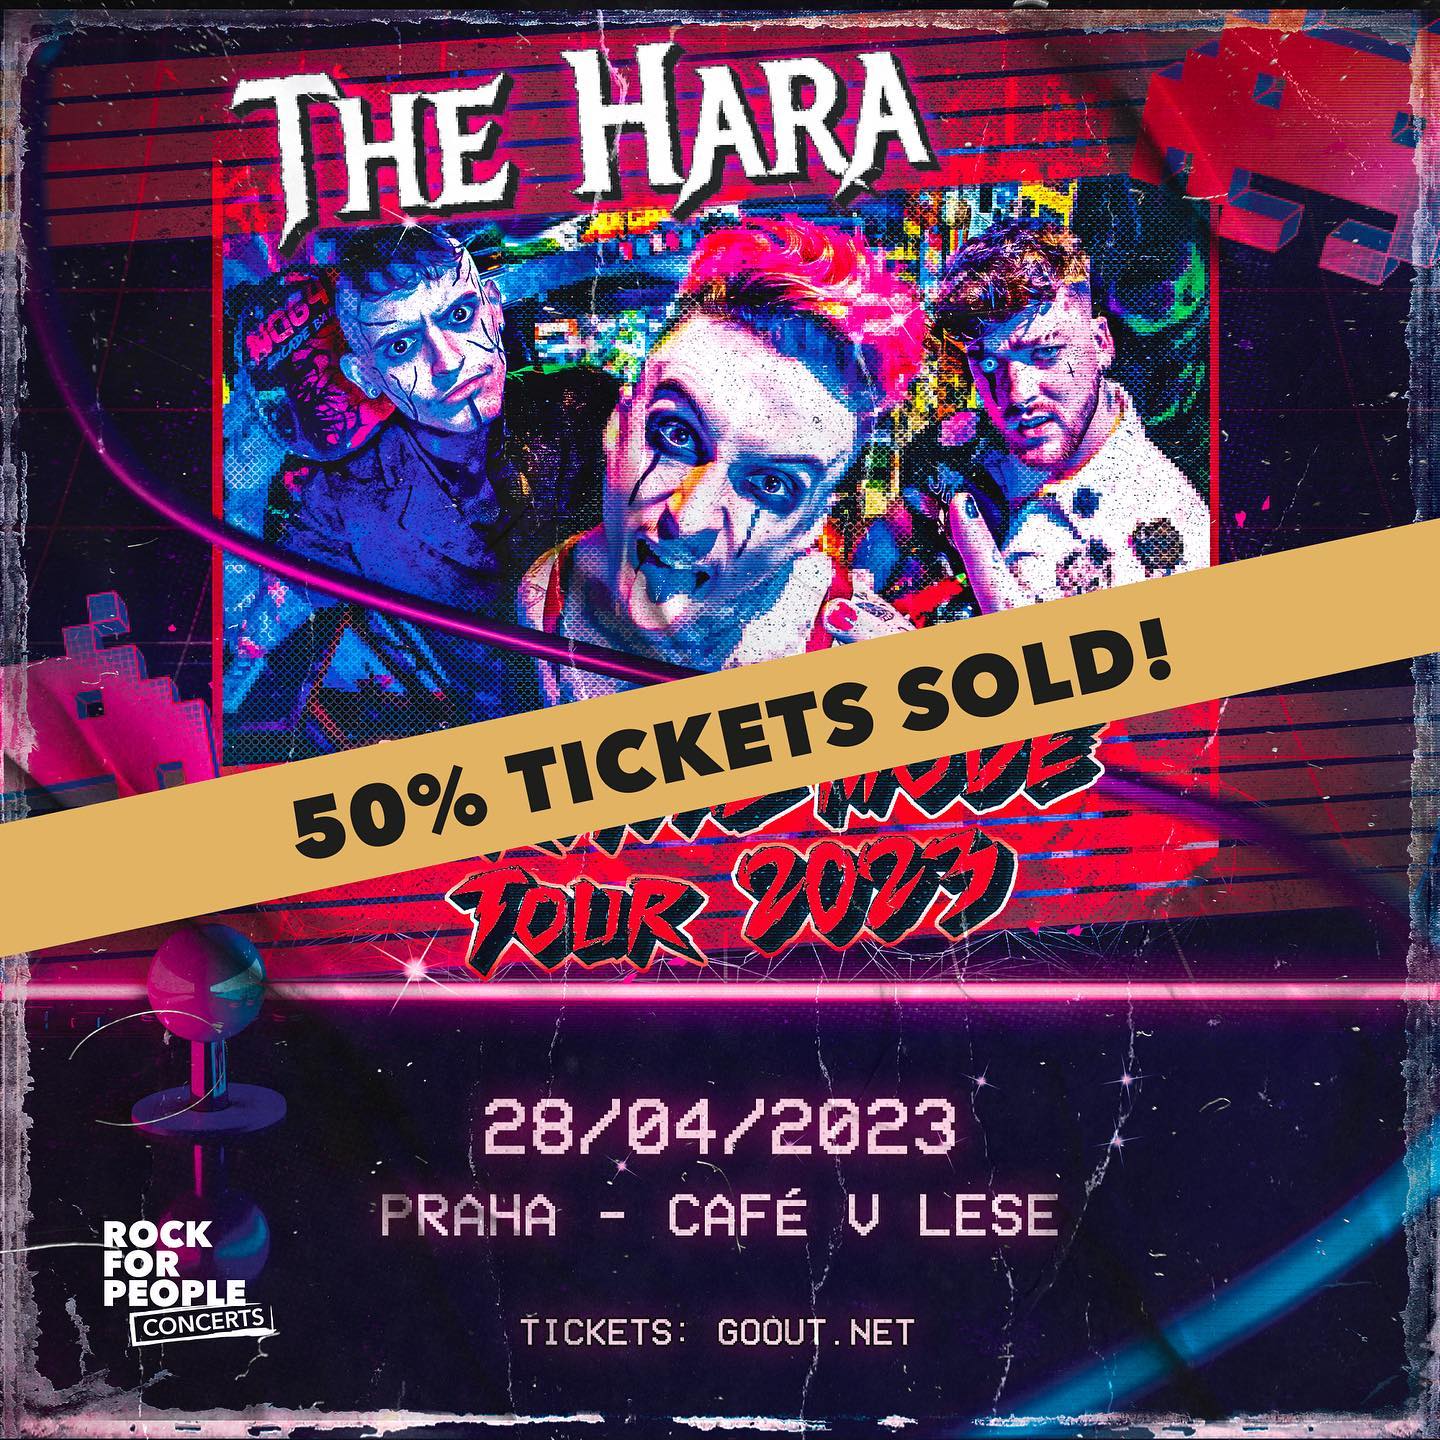 THE HARA
50% TICKETS SOLD!
MODE
TOUR 2023
28/04/2023
PRAHA - CAFÉ V LESE
ROCK
FOR
PEOPLE
CONCERTS
TICKETS: GOOUT.NET